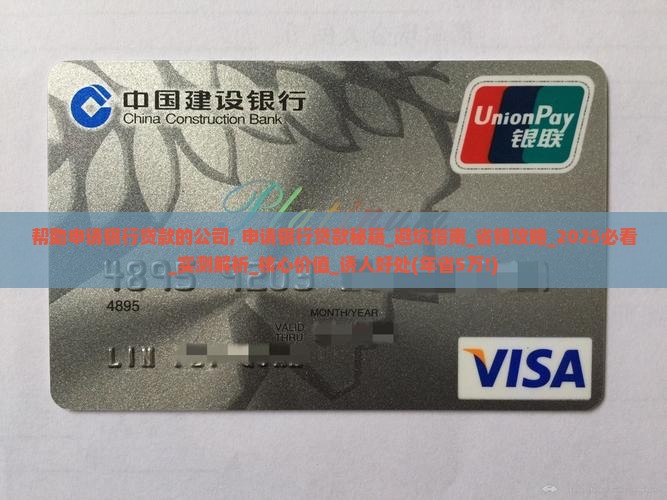 中国建设银行
China Construction Bank
UnionPay
银联
Platinum
帮助申请银行贷款的公司, 申请银行贷款秘籍_避坑指南_省钱攻略_2025必看
_实测解析_核心价值_诱人好处(年省5万!)
4895 9203
4895
MONTH/YEAR
VALID
THRU
LIN
VISA